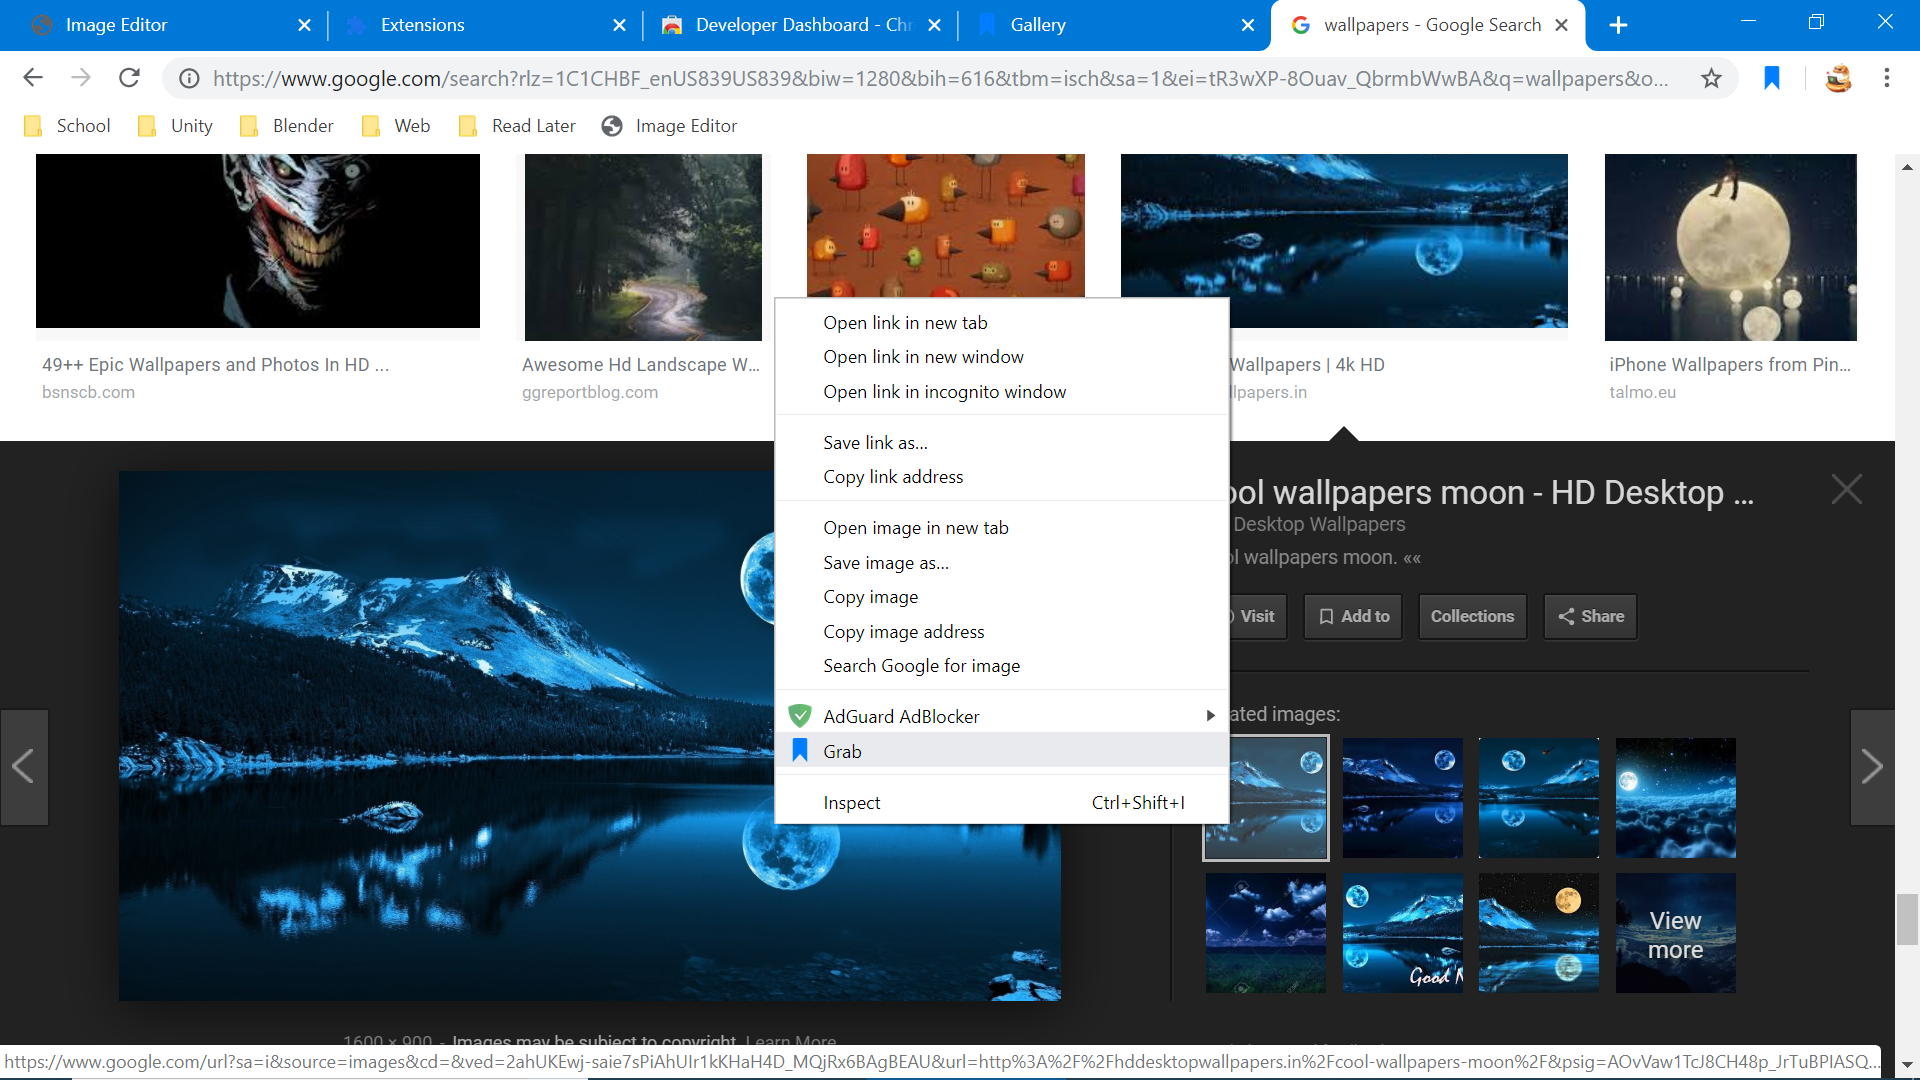 Image Editor
Extensions
Developer Dashboard - Chr
Gallery
wallpapers - Google Search
https://www.google.com/search?rlz=1C1CHBF_enUS839US839&biw=1280&bih=616&tbm=isch&sa=1&ei=tR3wXP-8Ouav_QbrmbWwBA&q=wallpapers&o...
School
Unity
Blender
Web
Read Later
Image Editor
49++ Epic Wallpapers and Photos In HD ...
bsnscb.com
Awesome Hd Landscape W...
ggreportblog.com
Wallpapers | 4k HD
llpapers.in
iPhone Wallpapers from Pin...
talmo.eu
Open link in new tab
Open link in new window
Open link in incognito window
Save link as...
Copy link address
Open image in new tab
Save image as...
Copy image
Copy image address
Search Google for image
AdGuard AdBlocker
Grab
Inspect Ctrl+Shift+I
ool wallpapers moon - HD Desktop ...
Desktop Wallpapers
ol wallpapers moon. ««
Visit
Add to
Collections
Share
ated images:
Good N
View
more
1600 × 900 - Images may be subject to copyright. Learn More
https://www.google.com/url?sa=i&source=images&cd=&ved=2ahUKEwj-saie7sPiAhUIr1kKHaH4D_MQjRx6BAgBEAU&url=http%3A%2F%2Fhddesktopwallpapers.in%2Fcool-wallpapers-moon%2F&psig=AOvVaw1TcJ8CH48p_JrTuBPIASQ...